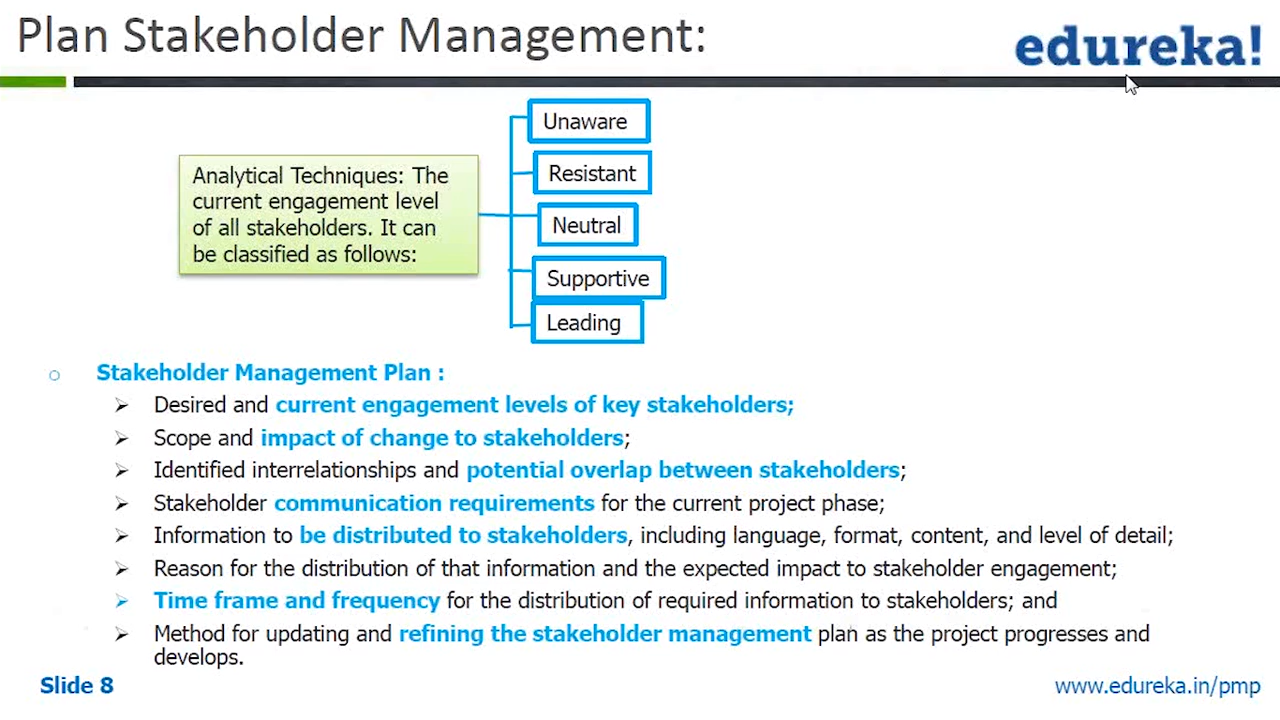 Plan Stakeholder Management:
edureka!
Analytical Techniques: The
current engagement level
of all stakeholders. It can
be classified as follows:
Unaware
Resistant
Neutral
Supportive
Leading
Stakeholder Management Plan :
Desired and current engagement levels of key stakeholders;
Scope and impact of change to stakeholders;
Identified interrelationships and potential overlap between stakeholders;
Stakeholder communication requirements for the current project phase;
Information to be distributed to stakeholders, including language, format, content, and level of detail;
Reason for the distribution of that information and the expected impact to stakeholder engagement;
Time frame and frequency for the distribution of required information to stakeholders; and
Method for updating and refining the stakeholder management plan as the project progresses and
develops.
Slide 8
www.edureka.in/pmp